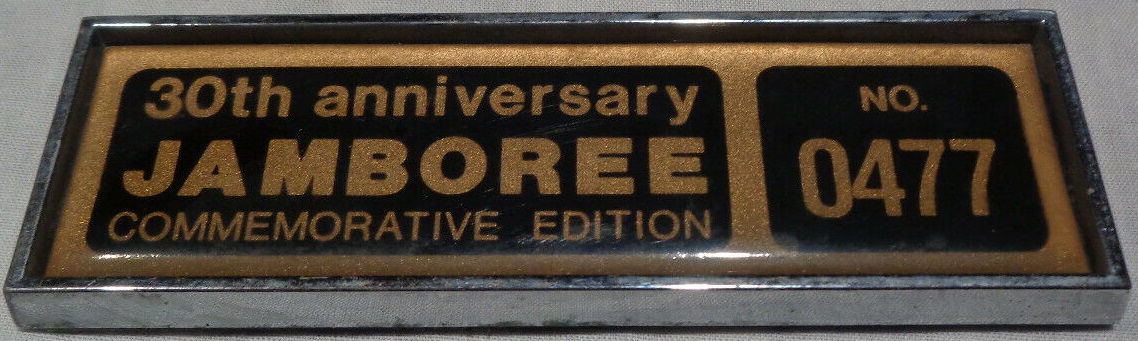 30th anniversary
JAMBOREE
COMMEMORATIVE EDITION
NO.
0477